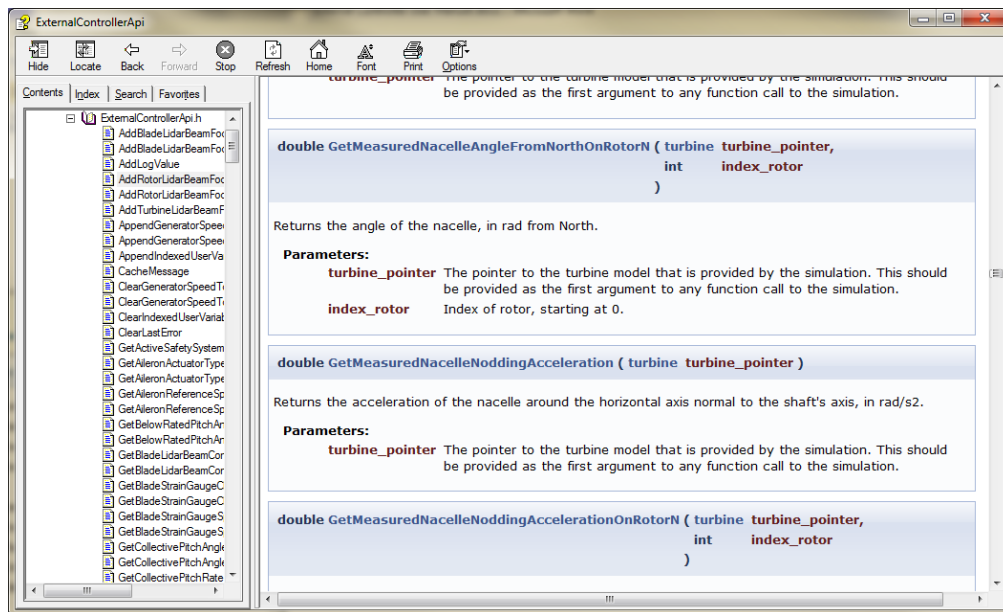 ExternalControllerApi
Hide Locate Back Forward Stop Refresh Home Font Print Options
Contents Index Search Favorites
ExternalControllerApi.h
AddBladeLidarBeamFoc
AddBladeLidarBeamFoc
AddLogValue
AddRotorLidarBeamFoc
AddRotorLidarBeamFoc
AddTurbineLidarBeamF
AppendGeneratorSpee
AppendGeneratorSpee
AppendIndexedUserVa
CacheMessage
ClearGeneratorSpeedT
ClearGeneratorSpeedT
ClearIndexedUserVariab
ClearLastError
GetActiveSafetySystem
GetAileronActuatorType
GetAileronActuatorType
GetAileronReferenceSp
GetAileronReferenceSp
GetBelowRatedPitchAn
GetBelowRatedPitchAr
GetBladeLidarBeamCor
GetBladeLidarBeamCor
GetBladeStrainGaugeC
GetBladeStrainGaugeC
GetBladeStrainGaugeS
GetBladeStrainGaugeS
GetCollectivePitchAngle
GetCollectivePitchAngle
GetCollectivePitchRate
turbine_pointer The pointer to the turbine model that is provided by the simulation. This should
be provided as the first argument to any function call to the simulation.
double GetMeasuredNacelleAngleFromNorthOnRotorN ( turbine turbine_pointer,
int index_rotor
)
Returns the angle of the nacelle, in rad from North.
Parameters:
turbine_pointer The pointer to the turbine model that is provided by the simulation. This should
be provided as the first argument to any function call to the simulation.
index_rotor Index of rotor, starting at 0.
double GetMeasuredNacelleNoddingAcceleration ( turbine turbine_pointer )
Returns the acceleration of the nacelle around the horizontal axis normal to the shaft's axis, in rad/s2.
Parameters:
turbine_pointer The pointer to the turbine model that is provided by the simulation. This should
be provided as the first argument to any function call to the simulation.
double GetMeasuredNacelleNoddingAccelerationOnRotorN ( turbine turbine_pointer,
int index_rotor
)